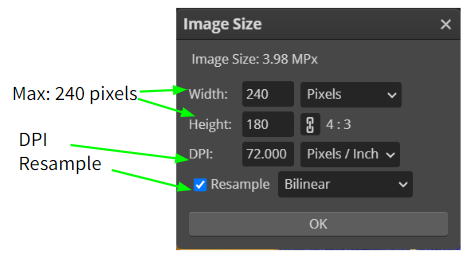 Image Size ×
Image Size: 3.98 MPx
Max: 240 pixels
Width: 240 Pixels
Height: 180 4 : 3
DPI
DPI: 72.000 Pixels / Inch
Resample
Resample Bilinear
OK